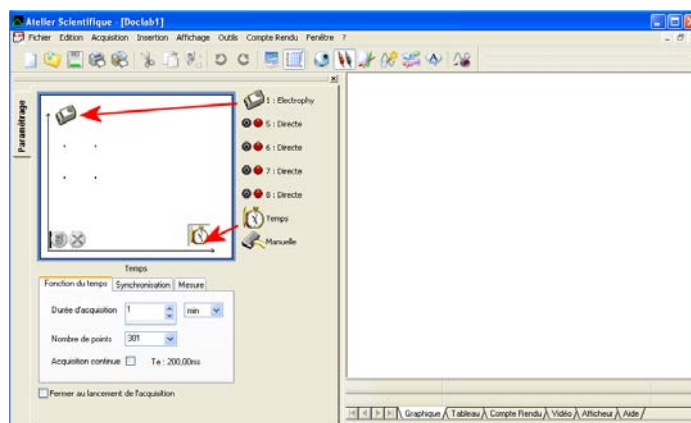 Atelier Scientifique - [Doclab1]
Fichier Edition Acquisition Insertion Affichage Outils Compte Rendu Fenêtre ?
Paramétrage
1 : Electrophy
5 : Directe
6 : Directe
7 : Directe
8 : Directe
Temps
Manuelle
Temps
Fonction du temps Synchronisation Mesure
Durée d'acquisition 1 min
Nombre de points 301
Acquisition continue Te : 200,00ms
Fermer au lancement de l'acquisition
Graphique Tableau Compte Rendu Vidéo Afficheur Aide